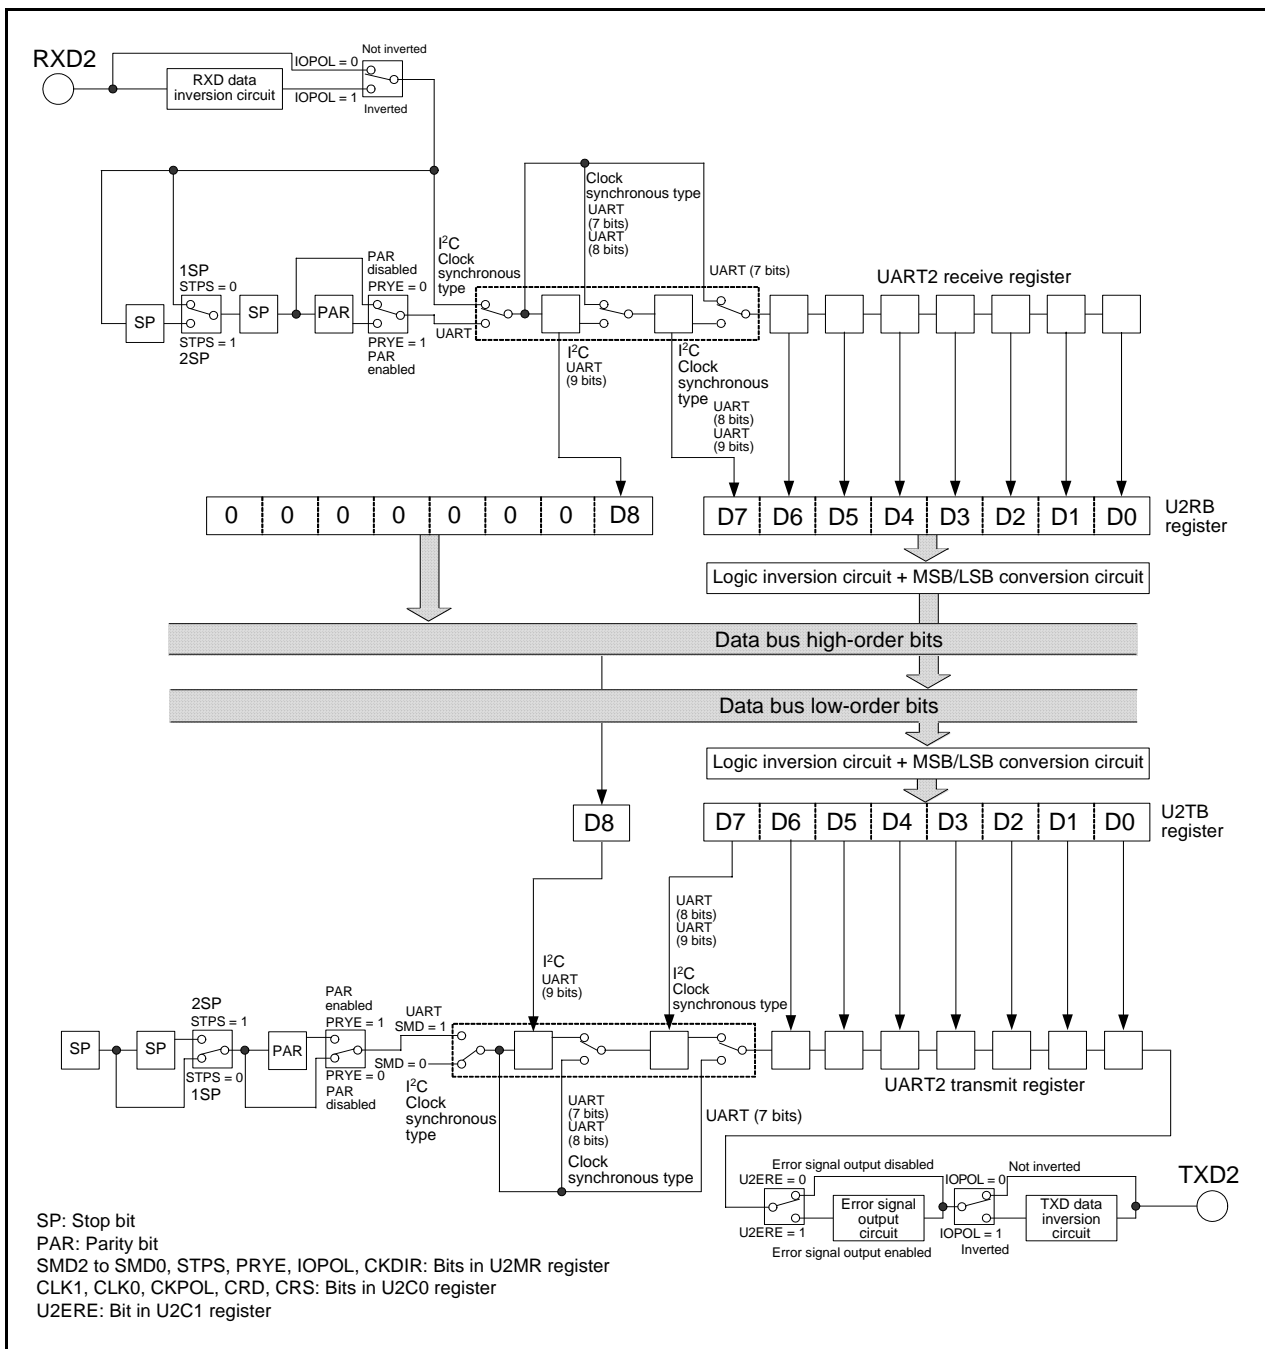 RXD2
IOPOL = 0
Not inverted
RXD data
inversion circuit
IOPOL = 1
Inverted
Clock
synchronous type
UART
(7 bits)
UART
(8 bits)
I²C
Clock
synchronous
type
PAR
disabled
PRYE = 0
1SP
STPS = 0
UART (7 bits)
UART2 receive register
SP
SP
PAR
UART
STPS = 1
2SP
PRYE = 1
PAR
enabled
I²C
UART
(9 bits)
I²C
Clock
synchronous
type
UART
(8 bits)
UART
(9 bits)
0 0 0 0 0 0 0 D8
D7 D6 D5 D4 D3 D2 D1 D0
U2RB
register
Logic inversion circuit + MSB/LSB conversion circuit
Data bus high-order bits
Data bus low-order bits
Logic inversion circuit + MSB/LSB conversion circuit
D8
D7 D6 D5 D4 D3 D2 D1 D0
U2TB
register
UART
(8 bits)
UART
(9 bits)
I²C
UART
(9 bits)
I²C
Clock
synchronous type
2SP
STPS = 1
PAR
enabled
PRYE = 1
UART
SMD = 1
SP
SP
PAR
SMD = 0
STPS = 0
1SP
PRYE = 0
PAR
disabled
I²C
Clock
synchronous
type
UART
(7 bits)
UART
(8 bits)
Clock
synchronous type
UART (7 bits)
UART2 transmit register
Error signal output disabled
U2ERE = 0
IOPOL = 0
Not inverted
TXD2
Error signal
output
circuit
TXD data
inversion
circuit
U2ERE = 1
Error signal output enabled
IOPOL = 1
Inverted
SP: Stop bit
PAR: Parity bit
SMD2 to SMD0, STPS, PRYE, IOPOL, CKDIR: Bits in U2MR register
CLK1, CLK0, CKPOL, CRD, CRS: Bits in U2C0 register
U2ERE: Bit in U2C1 register